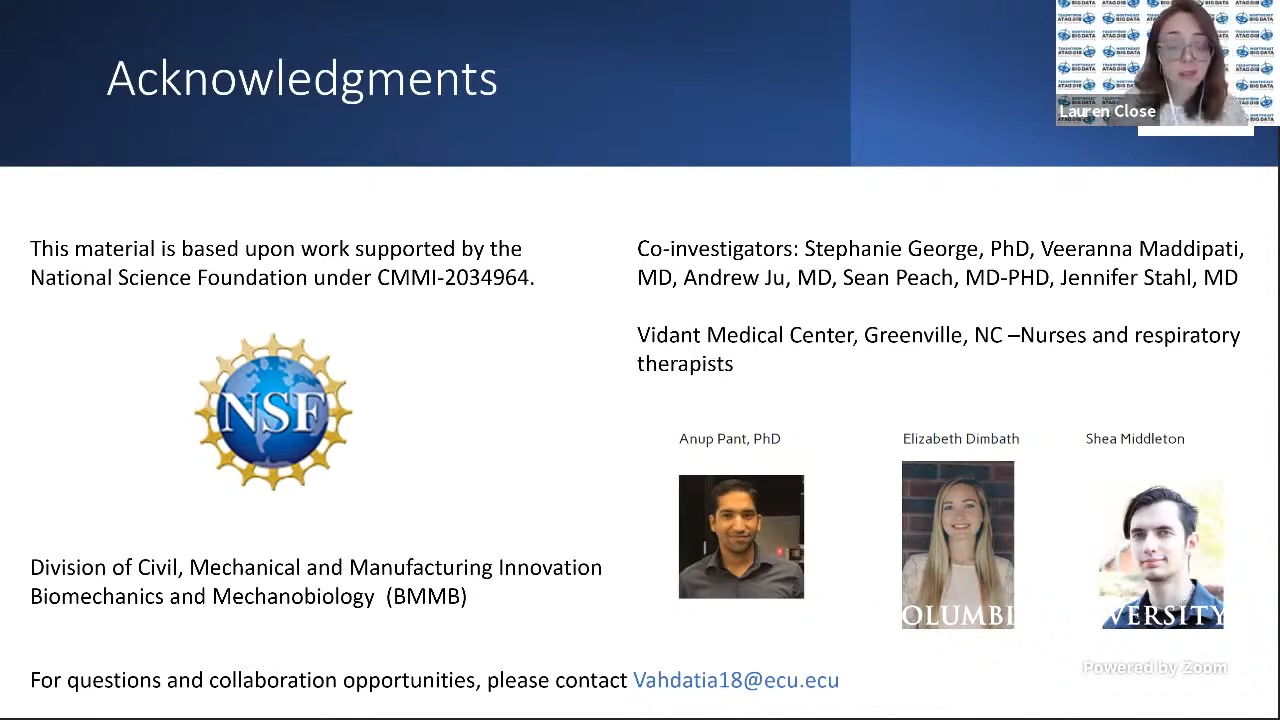 Acknowledgments
Lauren Close
This material is based upon work supported by the
National Science Foundation under CMMI-2034964.
Co-investigators: Stephanie George, PhD, Veeranna Maddipati,
MD, Andrew Ju, MD, Sean Peach, MD-PHD, Jennifer Stahl, MD
Vidant Medical Center, Greenville, NC –Nurses and respiratory
therapists
NSF
Anup Pant, PhD
Elizabeth Dimbath
Shea Middleton
OLUMBI VERSITY
Division of Civil, Mechanical and Manufacturing Innovation
Biomechanics and Mechanobiology (BMMB)
Powered by Zoom
For questions and collaboration opportunities, please contact Vahdatia18@ecu.ecu